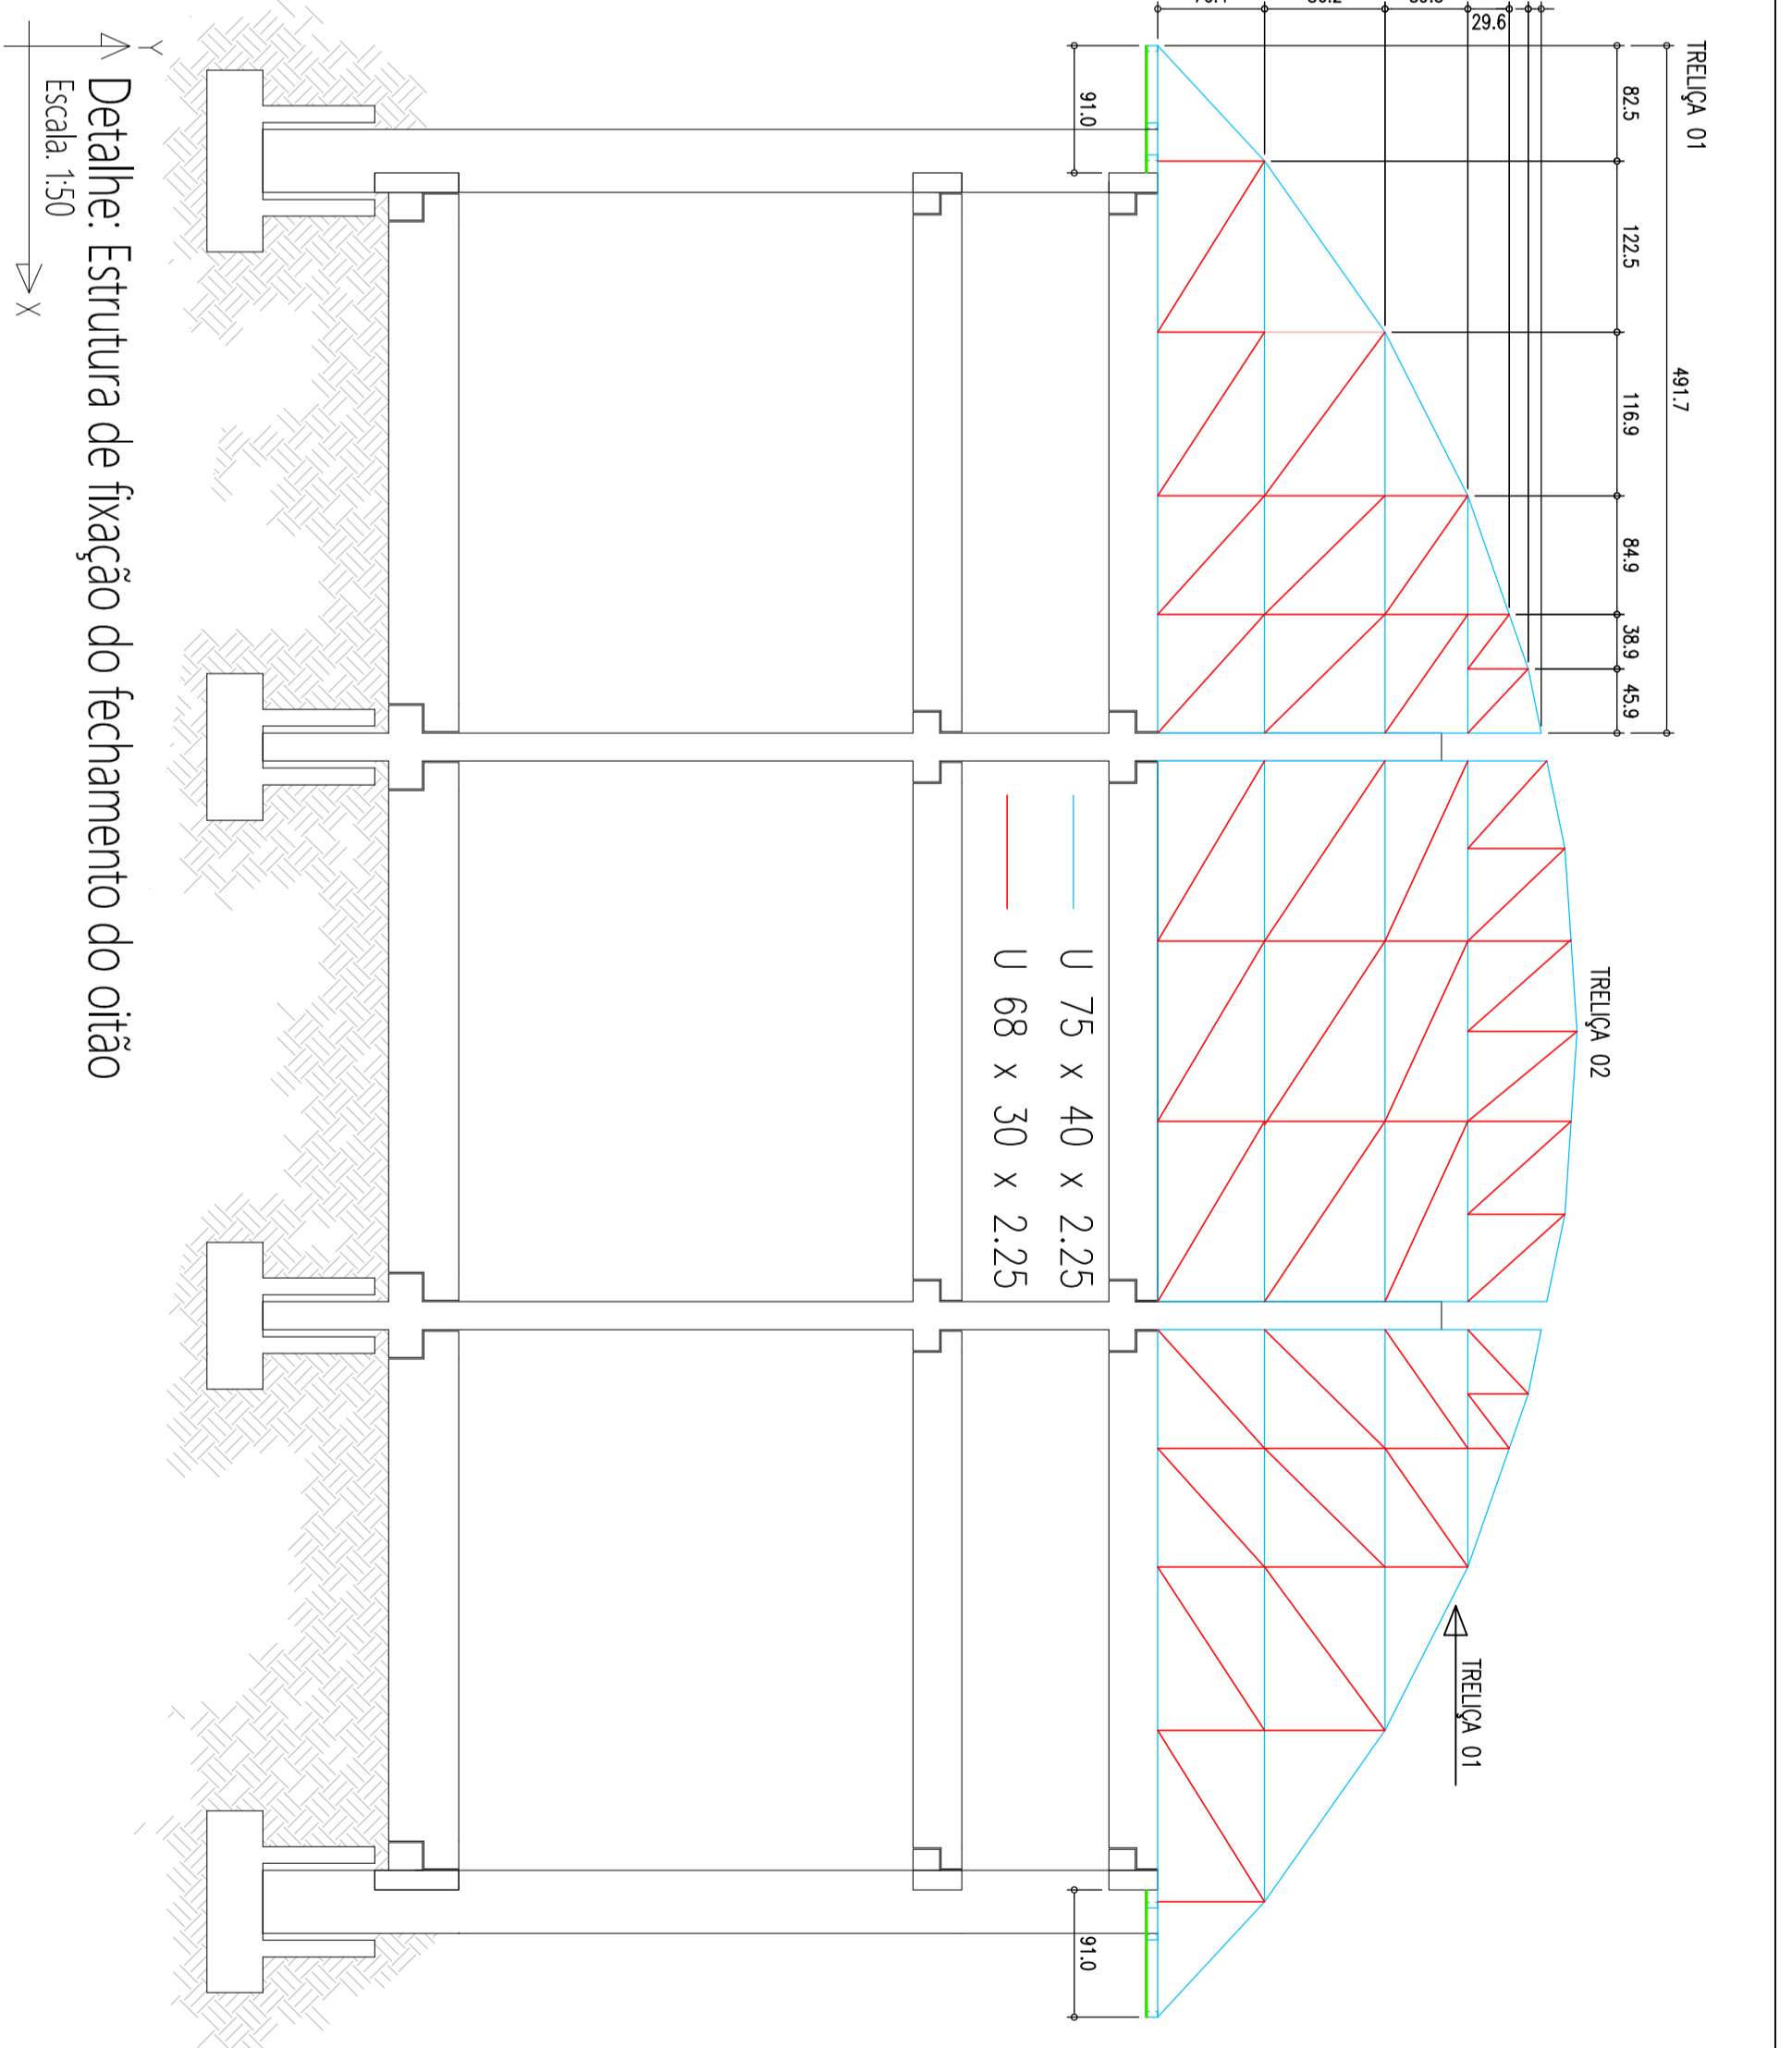 TRELIÇA 01
491.7
82.5
122.5
116.9
84.9
38.9
45.9
29.6
TRELIÇA 02
TRELIÇA 01
91.0
91.0
U 75 x 40 x 2.25
U 68 x 30 x 2.25
Detalhe: Estrutura de fixação do fechamento do oitão
Escala. 1:50
Y
X